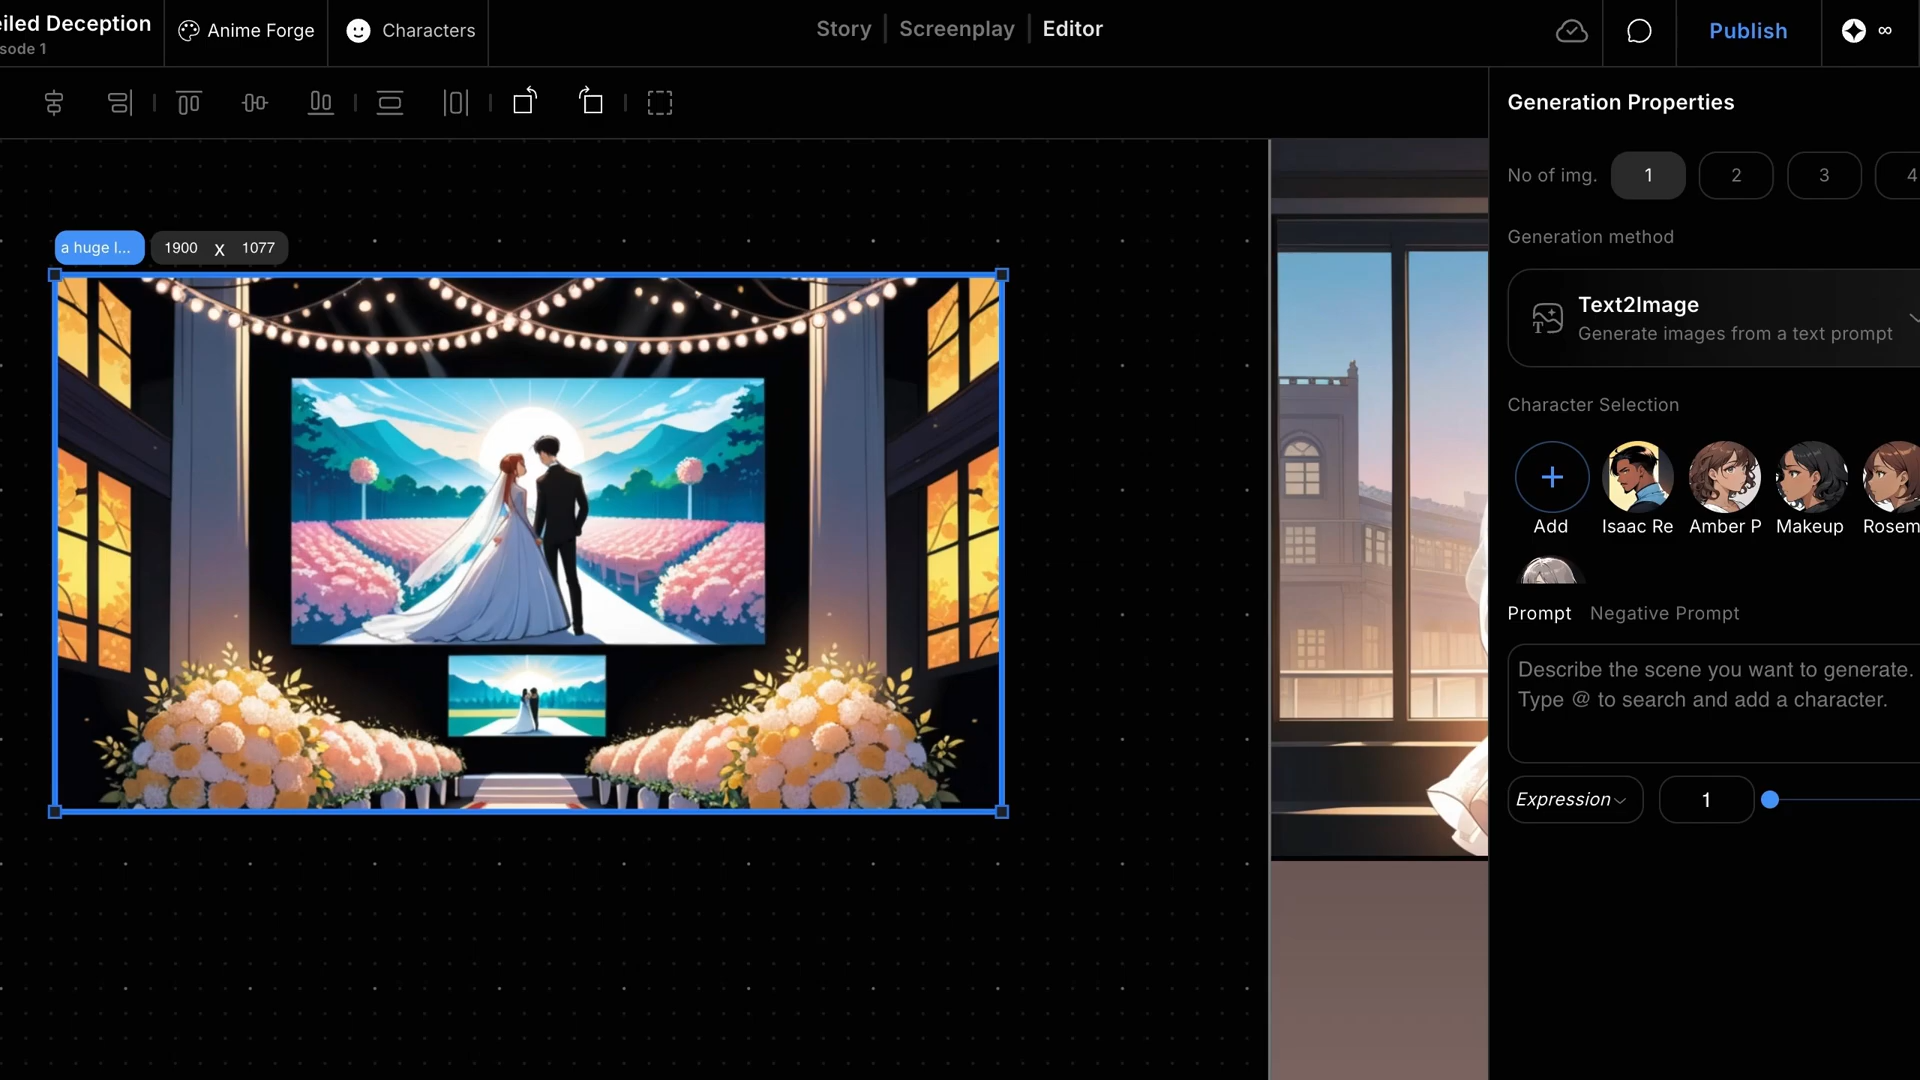 iled Deception
sode 1
Anime Forge
Characters
Story
Screenplay
Editor
Publish
∞
Generation Properties
No of img.
1
2
3
4
Generation method
Text2Image
Generate images from a text prompt
Character Selection
Add
Isaac Re
Amber P
Makeup
Rosem
Prompt
Negative Prompt
Describe the scene you want to generate.
Type @ to search and add a character.
Expression
1
a huge l...
1900 x 1077